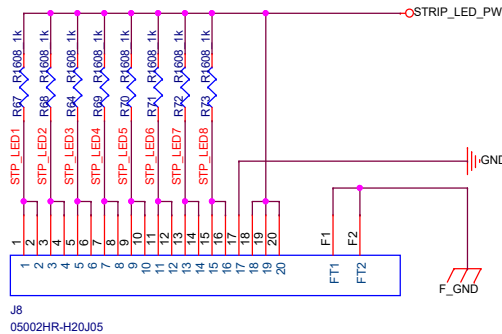 STRIP_LED_PW
R67 R1608 1k
R68 R1608 1k
R64 R1608 1k
R69 R1608 1k
R70 R1608 1k
R71 R1608 1k
R72 R1608 1k
R73 R1608 1k
STP_LED1
STP_LED2
STP_LED3
STP_LED4
STP_LED5
STP_LED6
STP_LED7
STP_LED8
GND
1 2 3 4 5 6 7 8 9 10 11 12 13 14 15 16 17 18 19 20 F1 F2
1 2 3 4 5 6 7 8 9 10 11 12 13 14 15 16 17 18 19 20 FT1 FT2
F_GND
J8
05002HR-H20J05